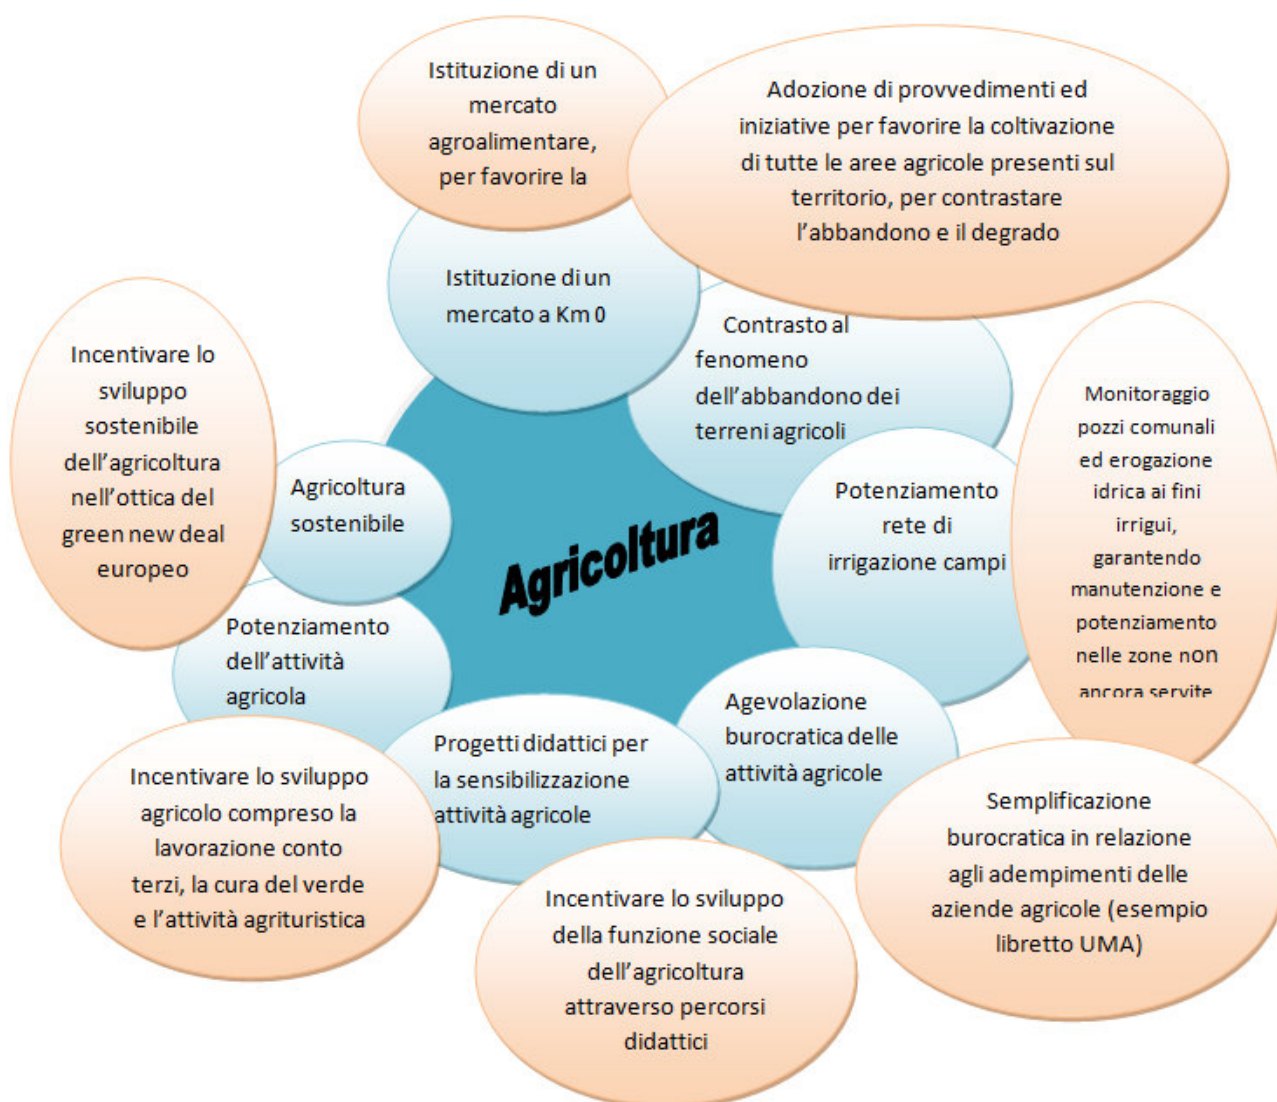 Istituzione di un
mercato
agroalimentare,
per favorire la
Adozione di provvedimenti ed
iniziative per favorire la coltivazione
di tutte le aree agricole presenti sul
territorio, per contrastare
l’abbandono e il degrado
Istituzione di un
mercato a Km 0
Contrasto al
fenomeno
dell’abbandono dei
terreni agricoli
Incentivare lo
sviluppo
sostenibile
dell’agricoltura
nell’ottica del
green new deal
europeo
Agricoltura
sostenibile
Agricoltura
Potenziamento
rete di
irrigazione campi
Monitoraggio
pozzi comunali
ed erogazione
idrica ai fini
irrigui,
garantendo
manutenzione e
potenziamento
nelle zone non
ancora servite
Potenziamento
dell’attività
agricola
Progetti didattici per
la sensibilizzazione
attività agricole
Agevolazione
burocratica delle
attività agricole
Incentivare lo sviluppo
agricolo compreso la
lavorazione conto
terzi, la cura del verde
e l’attività agrituristica
Incentivare lo sviluppo
della funzione sociale
dell’agricoltura
attraverso percorsi
didattici
Semplificazione
burocratica in relazione
agli adempimenti delle
aziende agricole (esempio
libretto UMA)